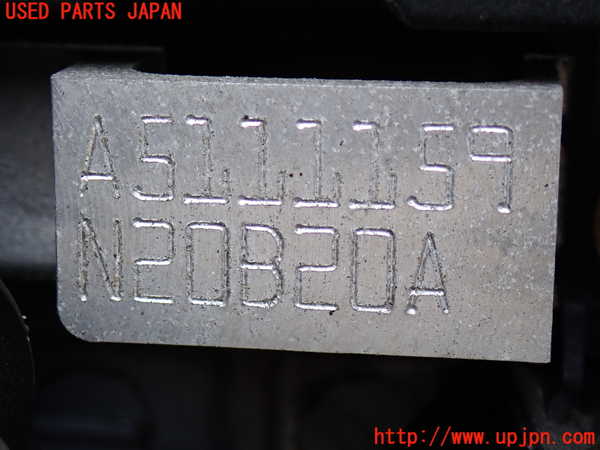 USED PARTS JAPAN
A5111159
N20B20A
http://www.upjpn.com/